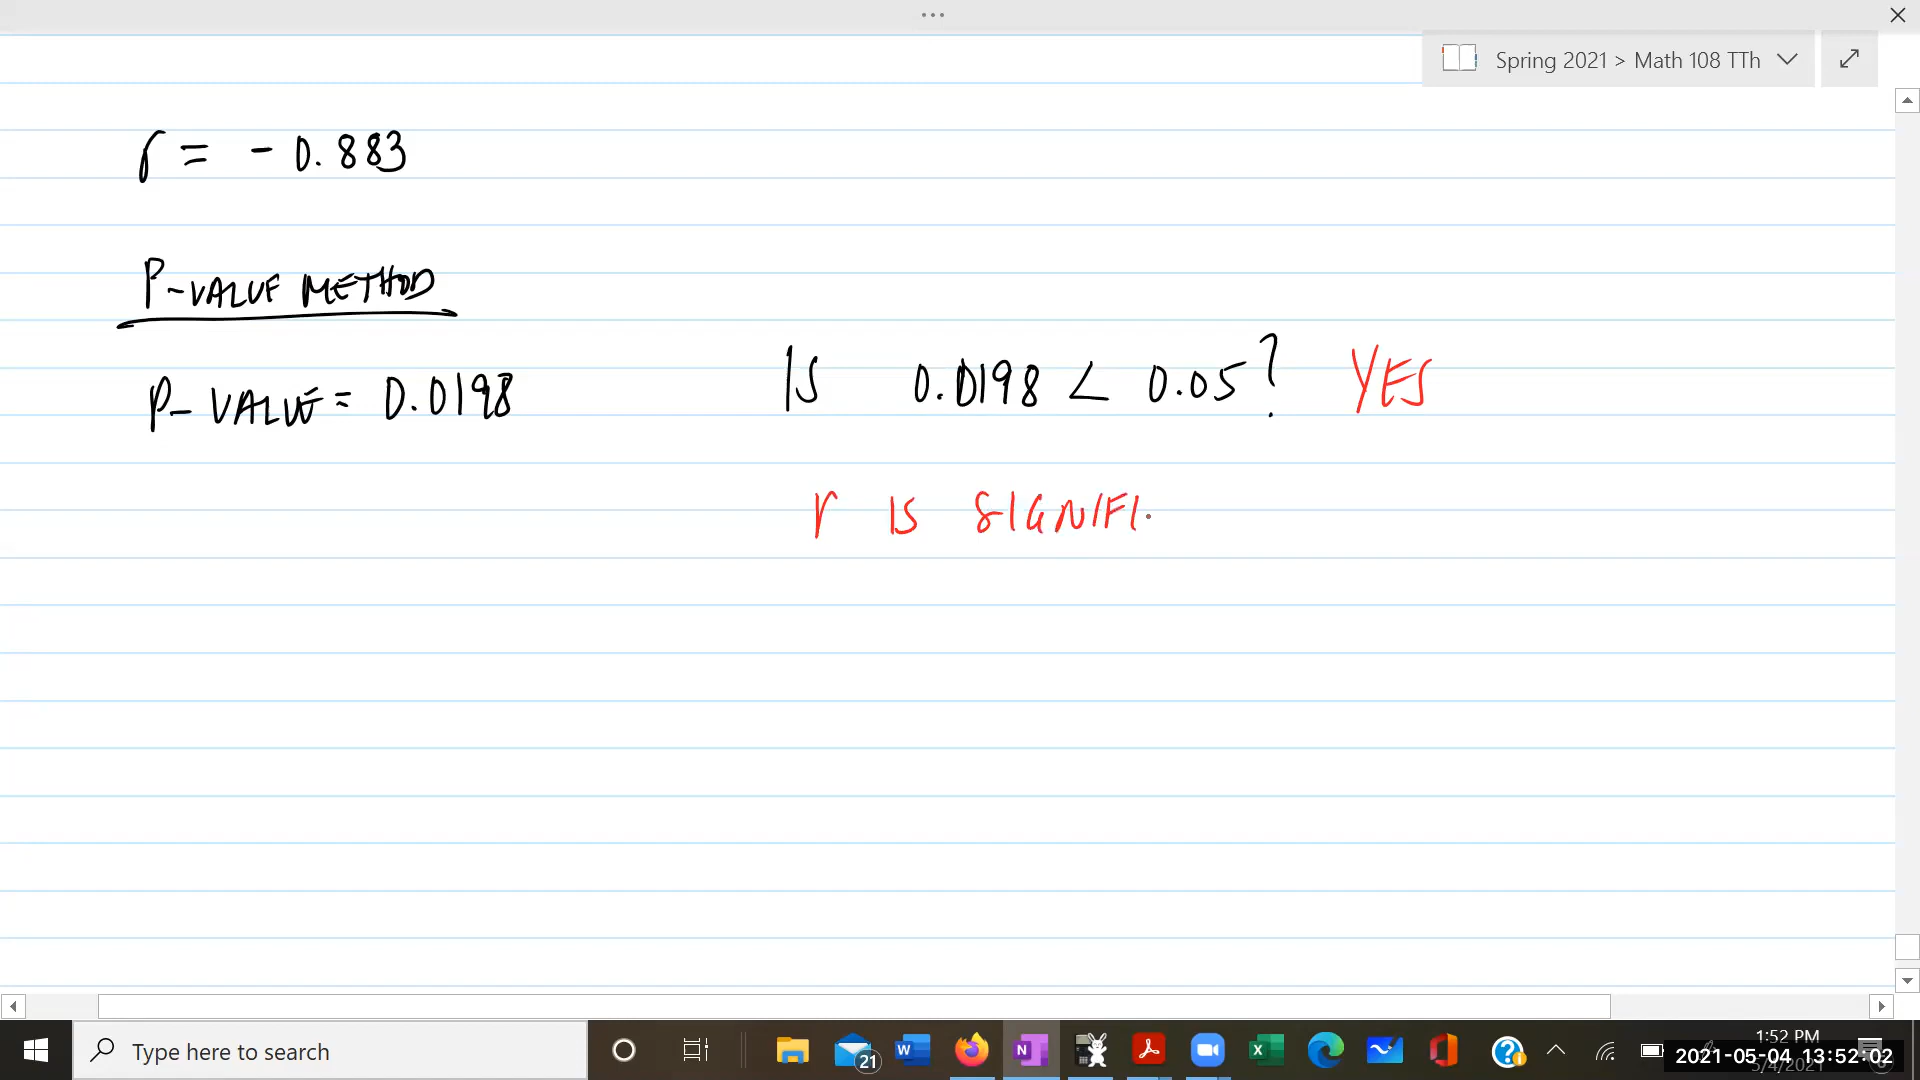 Spring 2021 > Math 108 TTh
r = - 0.883
P-VALUE METHOD
P-VALUE = 0.0198
IS 0.0198 < 0.05? YES
r IS SIGNIFI
Type here to search
21
1:52 PM
2021-05-04 13:52:02